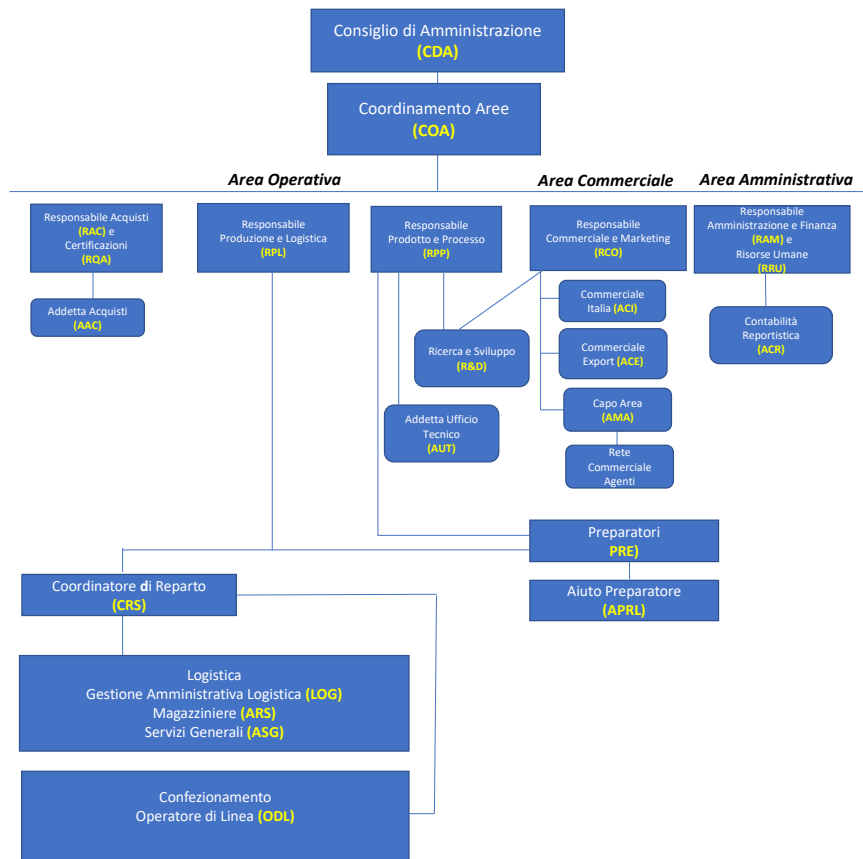 Consiglio di Amministrazione
(CDA)
Coordinamento Aree
(COA)
Area Operativa
Area Commerciale
Area Amministrativa
Responsabile Acquisti
(RAC) e
Certificazioni
(RQA)
Responsabile
Produzione e Logistica
(RPL)
Responsabile
Prodotto e Processo
(RPP)
Responsabile
Commerciale e Marketing
(RCO)
Responsabile
Amministrazione e Finanza
(RAM) e
Risorse Umane
(RRU)
Addetta Acquisti
(AAC)
Ricerca e Sviluppo
(R&D)
Addetta Ufficio
Tecnico
(AUT)
Commerciale
Italia (ACI)
Commerciale
Export (ACE)
Capo Area
(AMA)
Rete
Commerciale
Agenti
Contabilità
Reportistica
(ACR)
Preparatori
PRE)
Aiuto Preparatore
(APRL)
Coordinatore di Reparto
(CRS)
Logistica
Gestione Amministrativa Logistica (LOG)
Magazziniere (ARS)
Servizi Generali (ASG)
Confezionamento
Operatore di Linea (ODL)